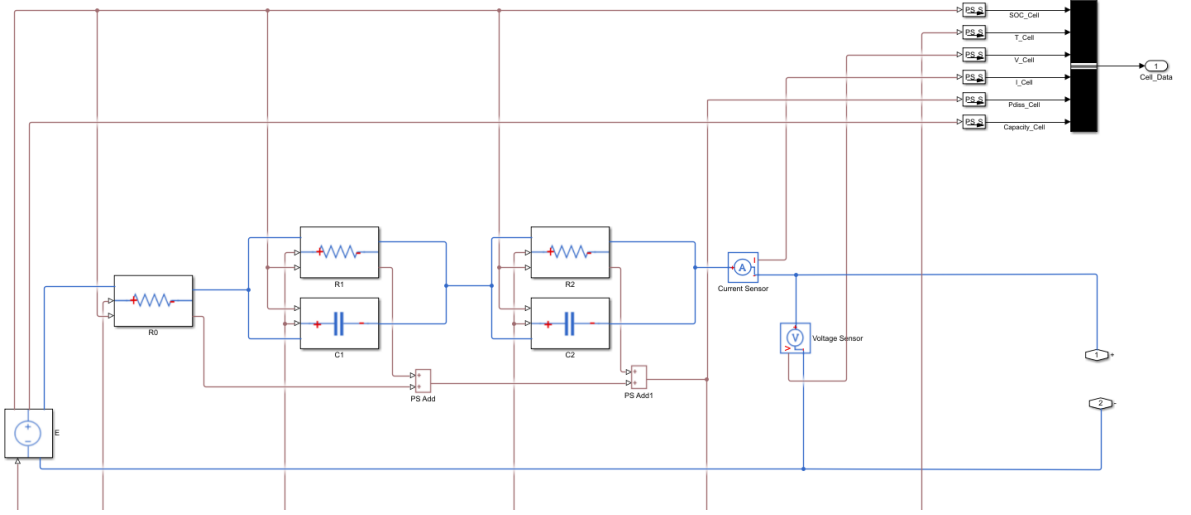 PS S
SOC_Cell
PS S
T_Cell
PS S
V_Cell
PS S
I_Cell
PS S
Pdiss_Cell
PS S
Capacity_Cell
1
Cell_Data
R0
R1
C1
R2
C2
PS Add
PS Add1
A
I
Current Sensor
V
V
Voltage Sensor
1
+
2
-
E